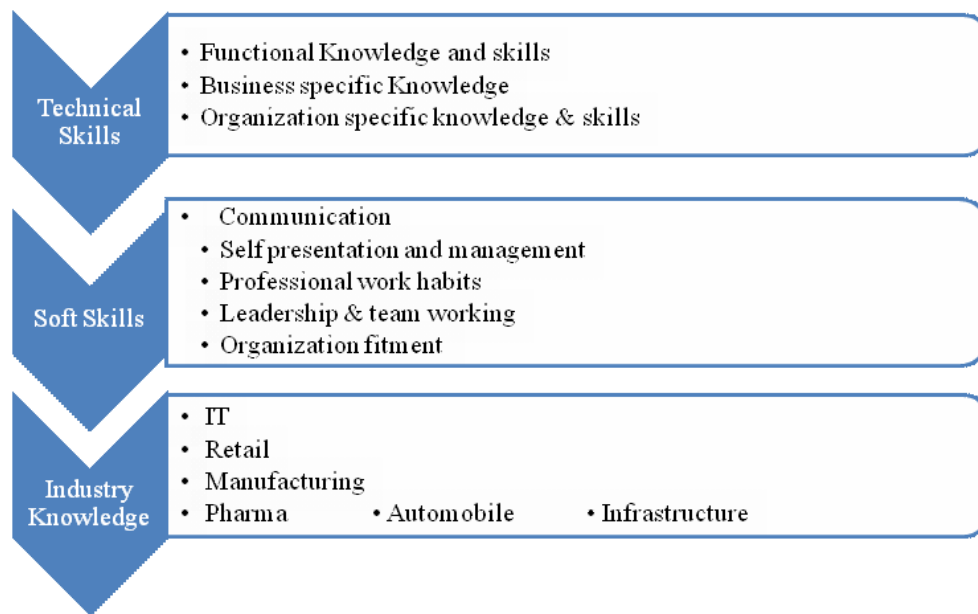 Technical
Skills
• Functional Knowledge and skills
• Business specific Knowledge
• Organization specific knowledge & skills
Soft Skills
• Communication
• Self presentation and management
• Professional work habits
• Leadership & team working
• Organization fitment
Industry
Knowledge
• IT
• Retail
• Manufacturing
• Pharma • Automobile • Infrastructure